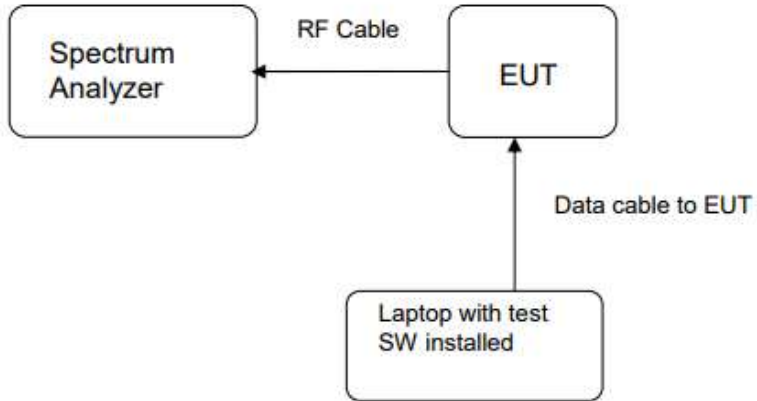 RF Cable
Spectrum
Analyzer
EUT
Data cable to EUT
Laptop with test
SW installed